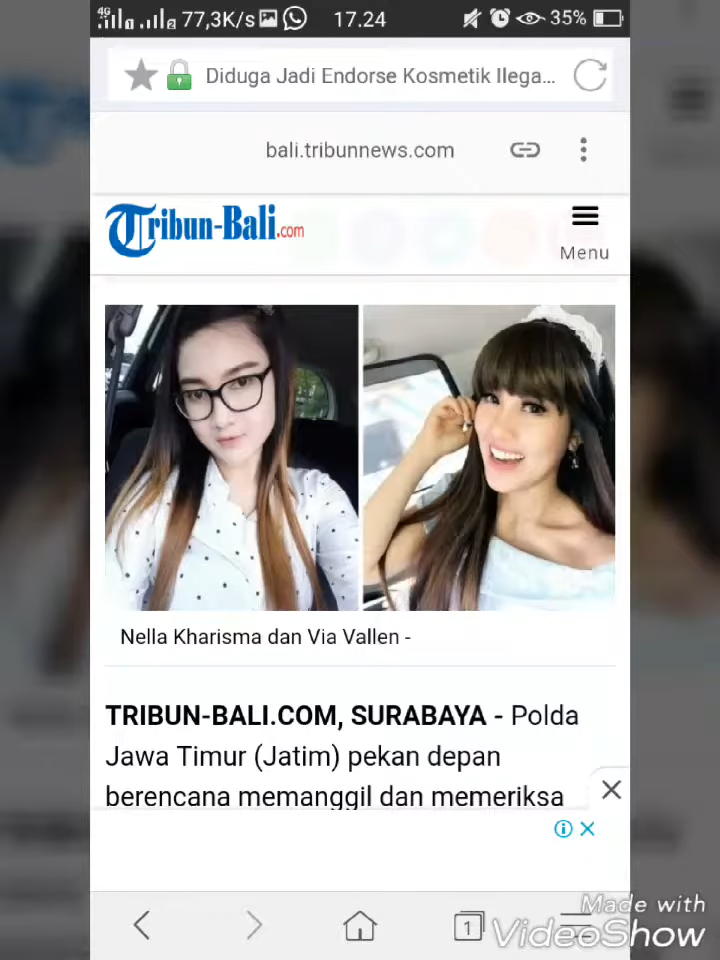 4G 77,3K/s 17.24 35%
Diduga Jadi Endorse Kosmetik Ilega...
bali.tribunnews.com
Tribun-Bali.com
Menu
Nella Kharisma dan Via Vallen -
TRIBUN-BALI.COM, SURABAYA - Polda
Jawa Timur (Jatim) pekan depan
berencana memanggil dan memeriksa
1
Made with
VideoShow